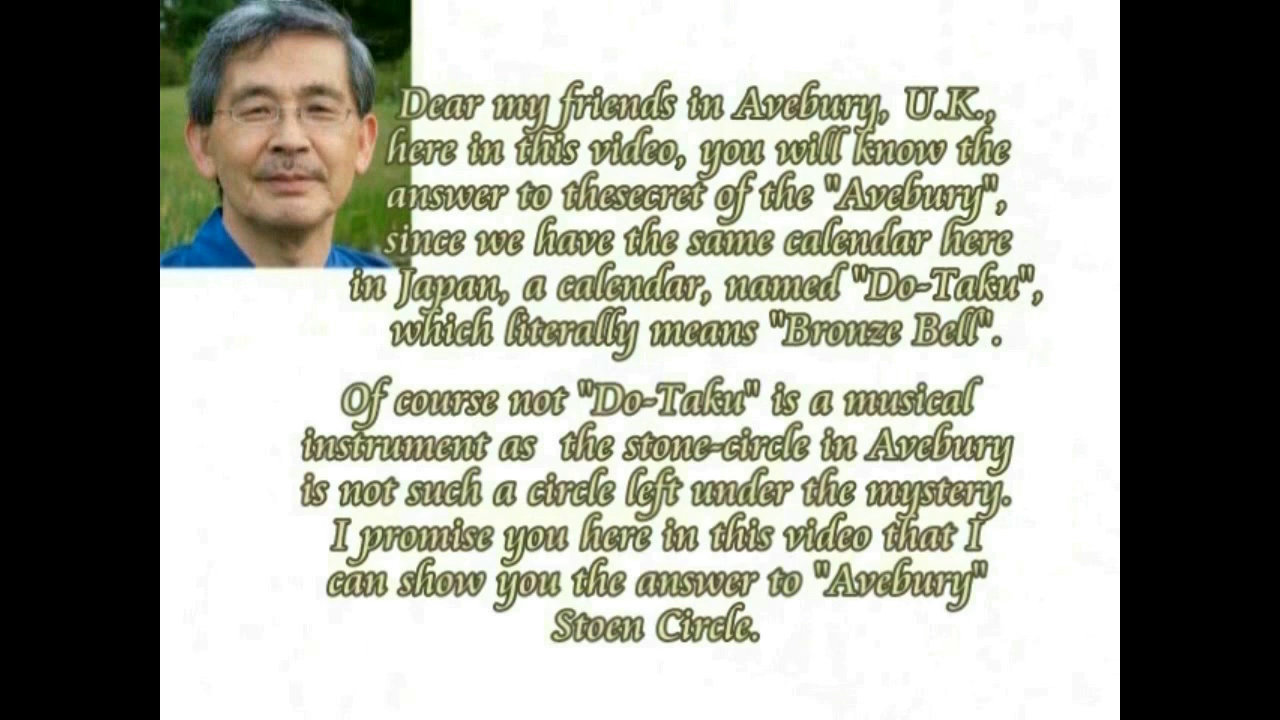 Dear my friends in Avebury, U.K.,
here in this video, you will know the
answer to thesecret of the "Avebury",
since we have the same calendar here
in Japan, a calendar, named "Do-Taku",
which literally means "Bronze Bell".
Of course not "Do-Taku" is a musical
instrument as the stone-circle in Avebury
is not such a circle left under the mystery.
I promise you here in this video that I
can show you the answer to "Avebury"
Stoen Circle.